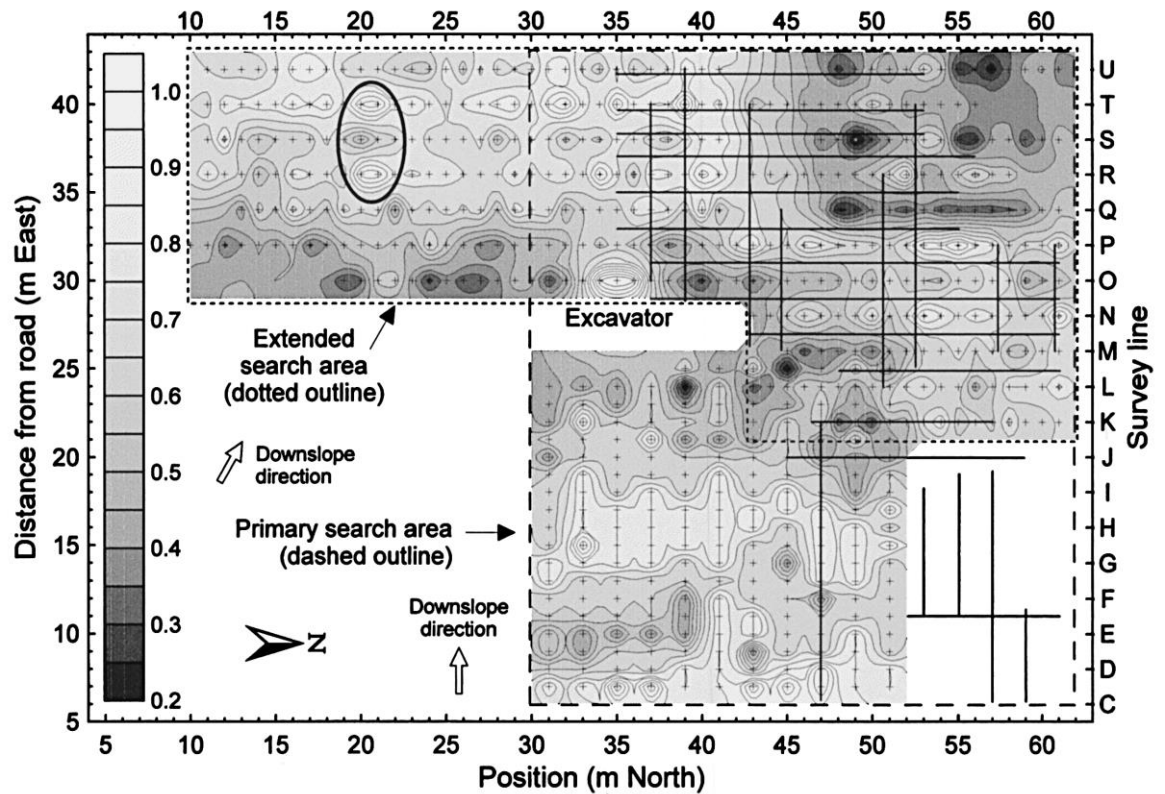 10 15 20 25 30 35 40 45 50 55 60
40
35
30
25
20
15
10
5
Distance from road (m East)
1.0
0.9
0.8
0.7
0.6
0.5
0.4
0.3
0.2
U
T
S
R
Q
P
O
N
M
L
K
J
I
H
G
F
E
D
C
Survey line
Excavator
Extended
search area
(dotted outline)
Downslope
direction
Primary search area
(dashed outline)
Downslope
direction
N
5 10 15 20 25 30 35 40 45 50 55 60
Position (m North)